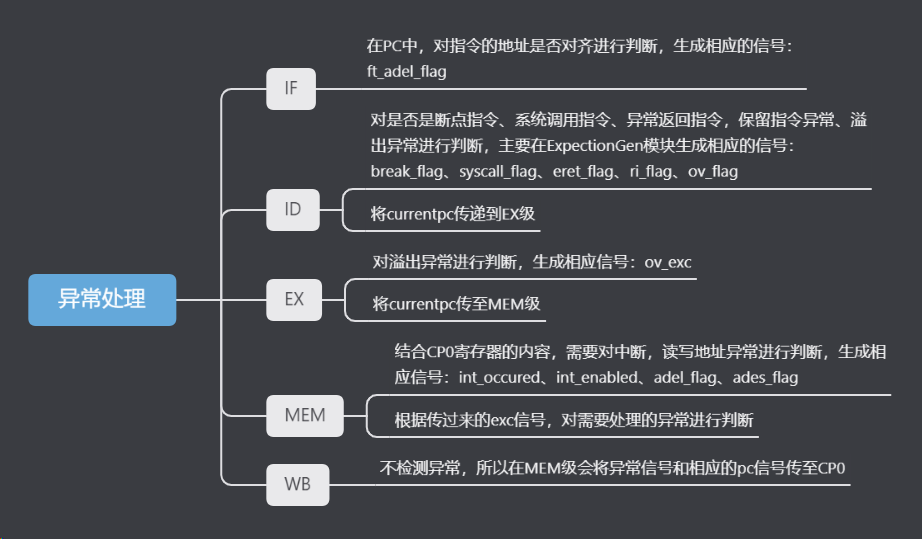 异常处理
IF
在PC中，对指令的地址是否对齐进行判断，生成相应的信号：
ft_adel_flag
ID
对是否是断点指令、系统调用指令、异常返回指令，保留指令异常、溢
出异常进行判断，主要在ExpectionGen模块生成相应的信号：
break_flag、syscall_flag、eret_flag、ri_flag、ov_flag
将currentpc传递到EX级
EX
对溢出异常进行判断，生成相应信号：ov_exc
将currentpc传至MEM级
MEM
结合CP0寄存器的内容，需要对中断，读写地址异常进行判断，生成相
应信号：int_occured、int_enabled、adel_flag、ades_flag
根据传过来的exc信号，对需要处理的异常进行判断
WB
不检测异常，所以在MEM级会将异常信号和相应的pc信号传至CP0